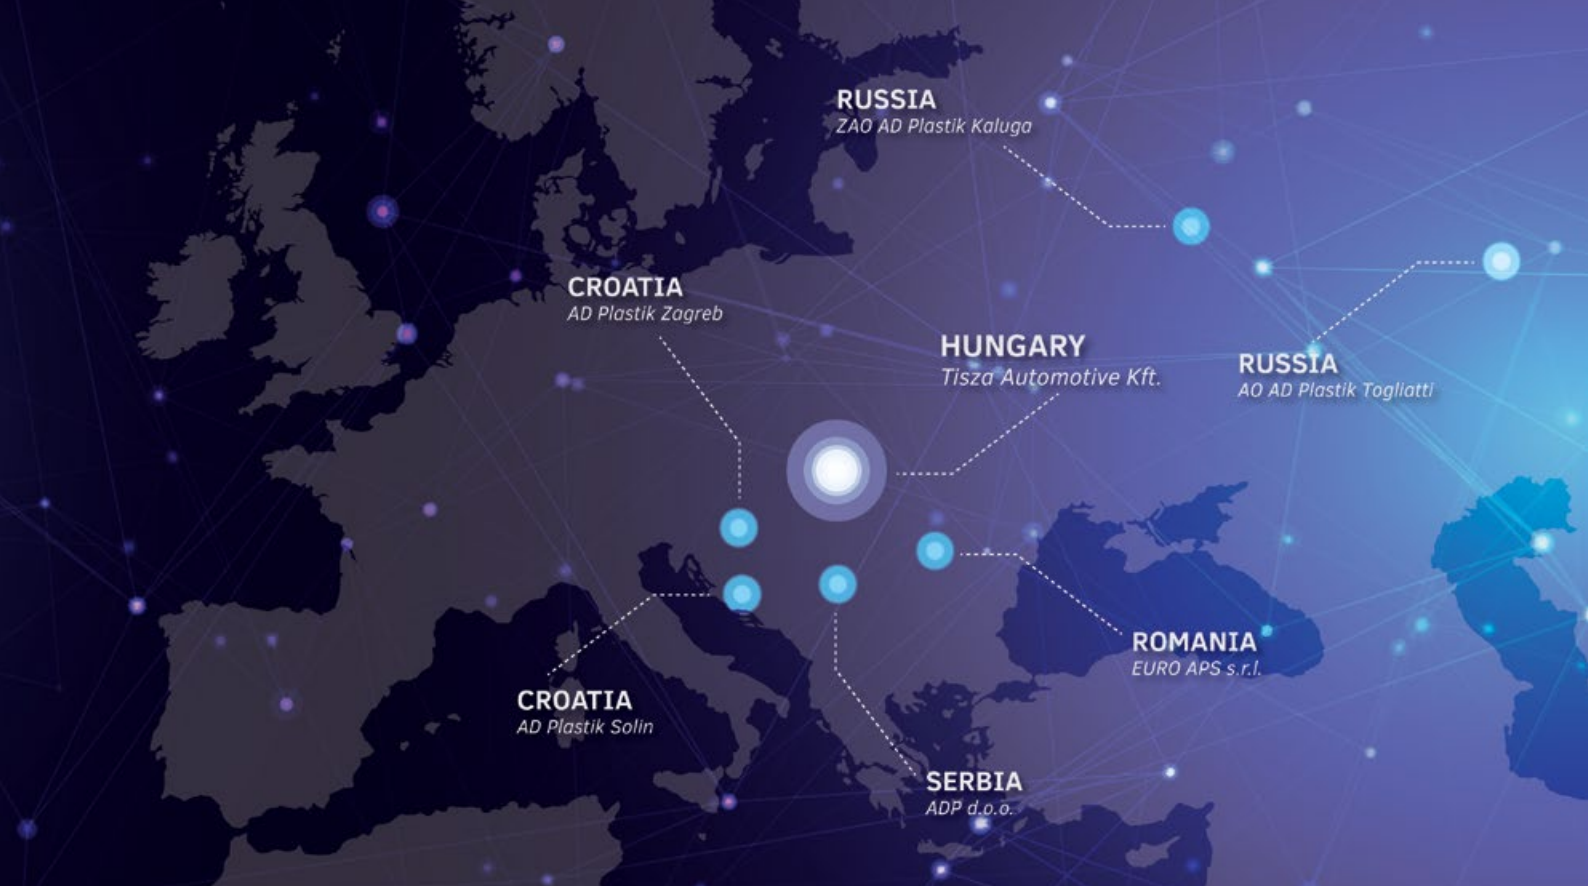 RUSSIA
ZAO AD Plastik Kaluga
CROATIA
AD Plastik Zagreb
HUNGARY
Tisza Automotive Kft.
RUSSIA
AO AD Plastik Togliatti
ROMANIA
EURO APS s.r.l.
CROATIA
AD Plastik Solin
SERBIA
ADP d.o.o.